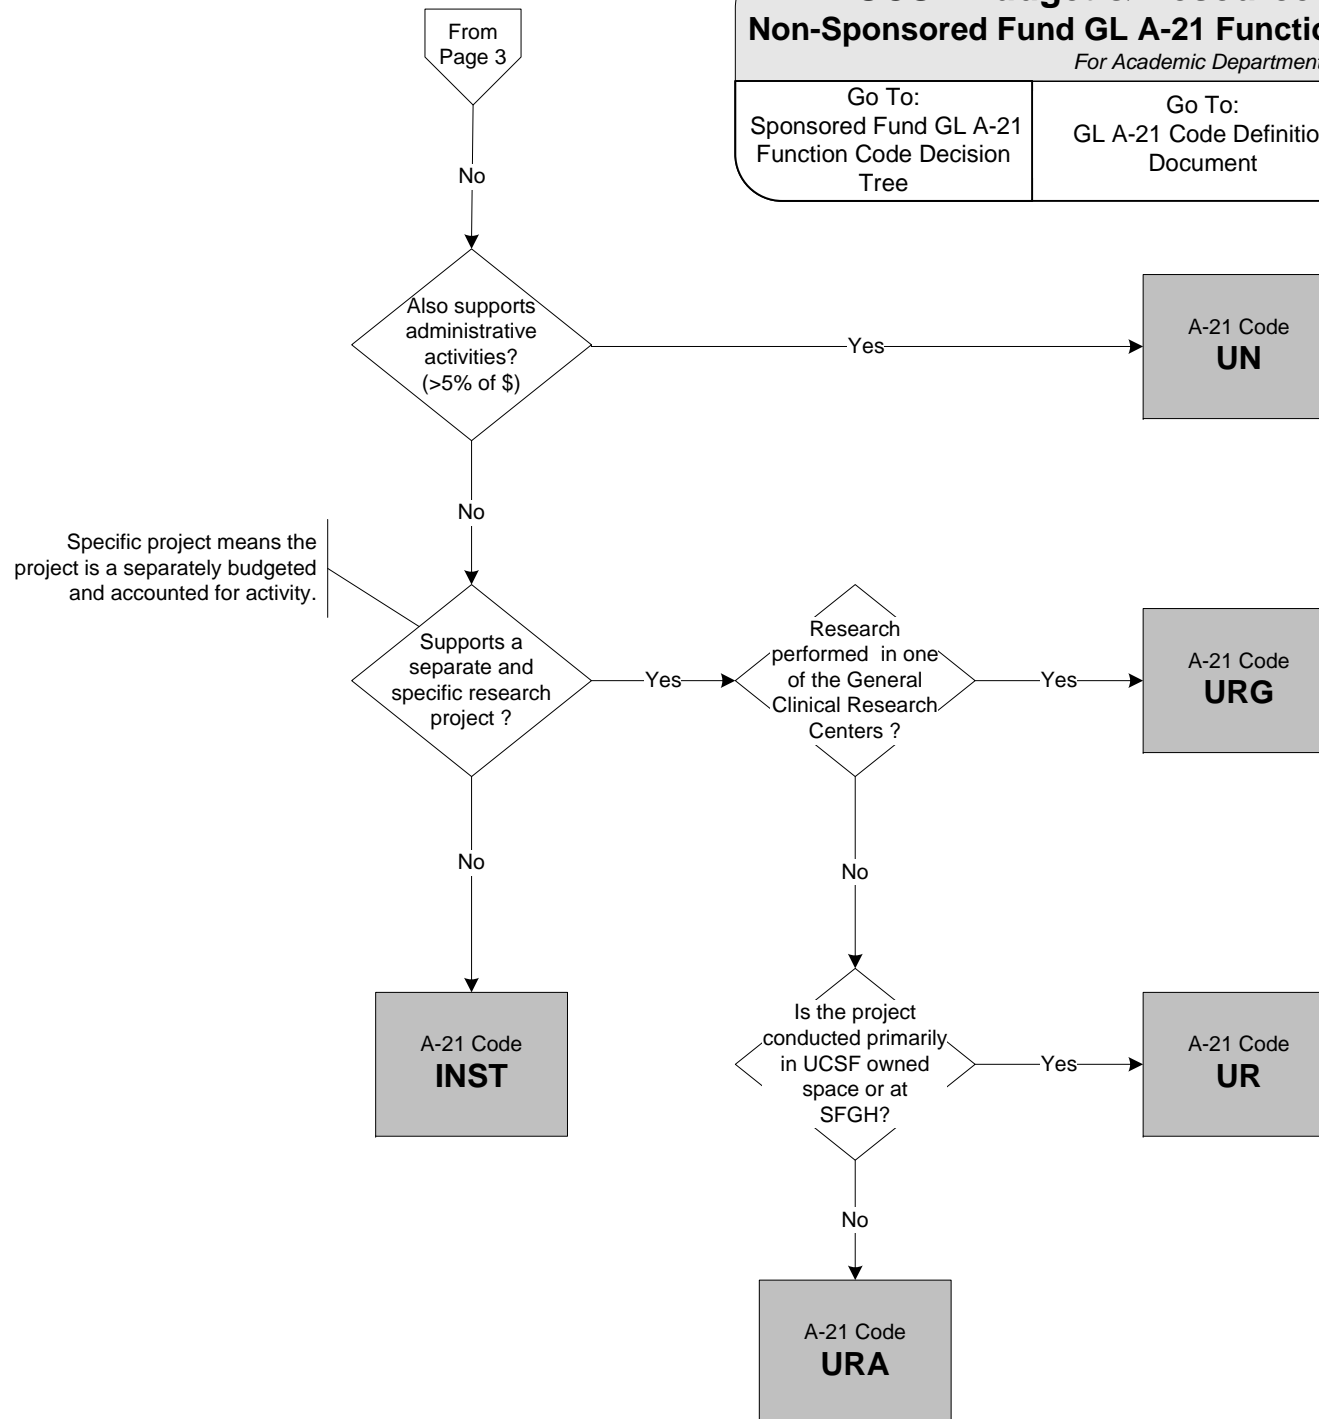 From
Page 3
Non-Sponsored Fund GL A-21
For Academic
Go To:
Sponsored Fund GL A-21
Function Code Decision
Tree
Go To:
GL A-21 Code
Document
No
Also supports
administrative
activities?
(>5% of $)
Yes
A-21 Code
UN
No
Specific project means the
project is a separately budgeted
and accounted for activity.
Supports a
separate and
specific research
project ?
Yes
Research
performed in one
of the General
Clinical Research
Centers ?
Yes
A-21 Code
URG
No
No
A-21 Code
INST
Is the project
conducted primarily
in UCSF owned
space or at
SFGH?
Yes
A-21 Code
UR
No
A-21 Code
URA